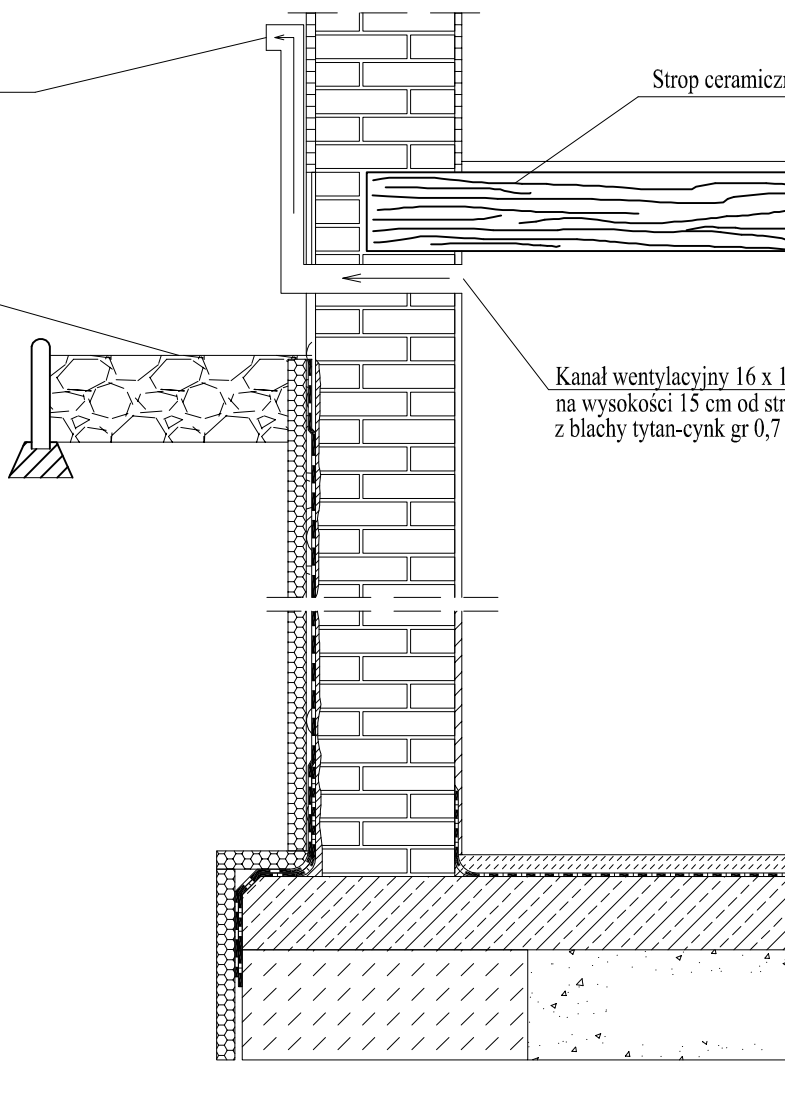 Strop ceramiczn
Kanał wentylacyjny 16 x 1
na wysokości 15 cm od str
z blachy tytan-cynk gr 0,7